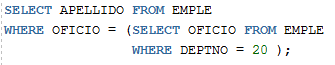 SELECT APELLIDO FROM EMPLE
WHERE OFICIO = (SELECT OFICIO FROM EMPLE
WHERE DEPTNO = 20 );